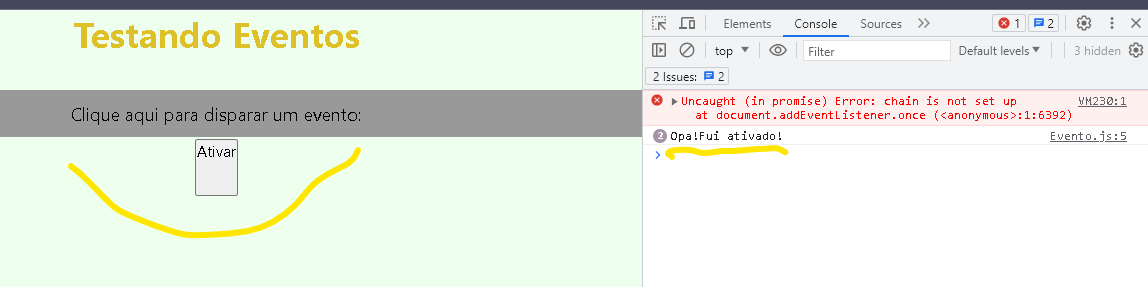 Testando Eventos
Clique aqui para disparar um evento:
Ativar
Elements Console Sources 1 2
top Filter Default levels 3 hidden
2 Issues: 2
Uncaught (in promise) Error: chain is not set up VM230:1
at document.addEventListener.once (<anonymous>:1:6392)
2 Opa!Fui ativado! Evento.js:5